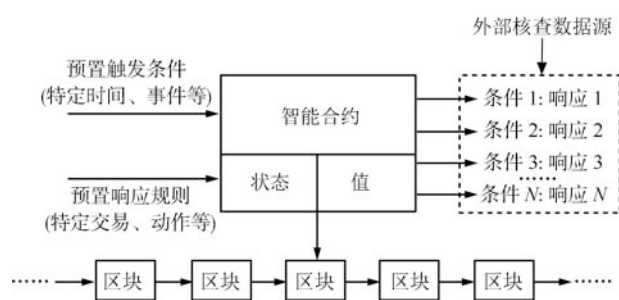 外部核查数据源
预置触发条件
(特定时间、事件等)
智能合约
状态
值
预置响应规则
(特定交易、动作等)
条件 1: 响应 1
条件 2: 响应 2
条件 3: 响应 3
······
条件 N: 响应 N
······ 区块 区块 区块 区块 区块 ······